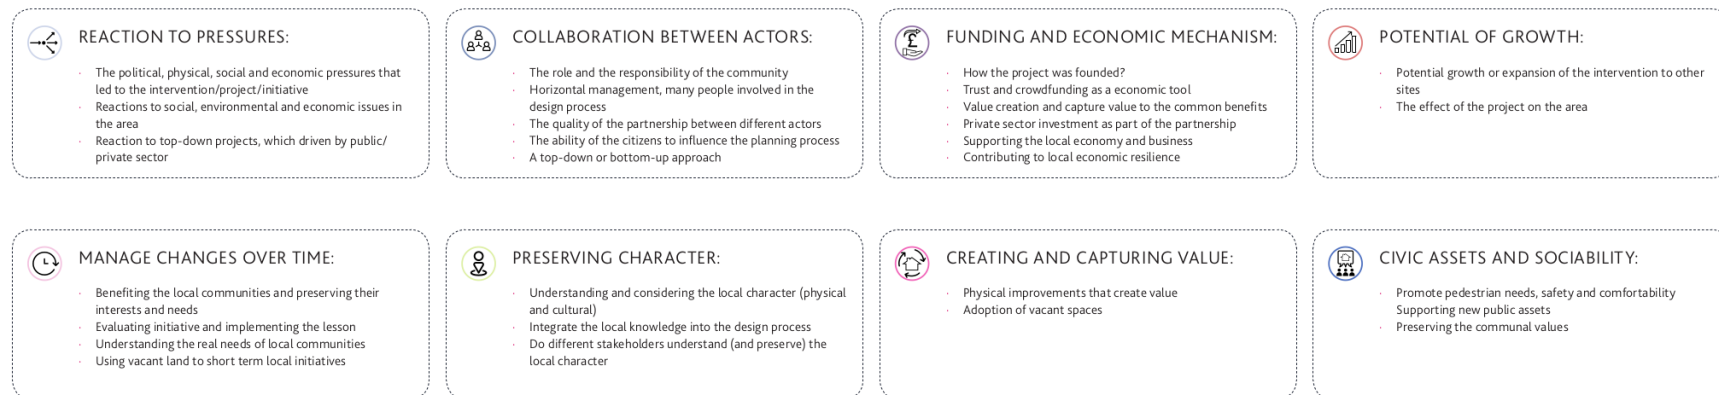 REACTION TO PRESSURES:
· The political, physical, social and economic pressures that
led to the intervention/project/initiative
· Reactions to social, environmental and economic issues in
the area
· Reaction to top-down projects, which driven by public/
private sector
COLLABORATION BETWEEN ACTORS:
· The role and the responsibility of the community
· Horizontal management, many people involved in the
design process
· The quality of the partnership between different actors
· The ability of the citizens to influence the planning process
· A top-down or bottom-up approach
£
FUNDING AND ECONOMIC MECHANISM:
· How the project was founded?
· Trust and crowdfunding as a economic tool
· Value creation and capture value to the common benefits
· Private sector investment as part of the partnership
· Supporting the local economy and business
· Contributing to local economic resilience
POTENTIAL OF GROWTH:
· Potential growth or expansion of the intervention to other
sites
· The effect of the project on the area
MANAGE CHANGES OVER TIME:
· Benefiting the local communities and preserving their
interests and needs
· Evaluating initiative and implementing the lesson
· Understanding the real needs of local communities
· Using vacant land to short term local initiatives
PRESERVING CHARACTER:
· Understanding and considering the local character (physical
and cultural)
· Integrate the local knowledge into the design process
· Do different stakeholders understand (and preserve) the
local character
CREATING AND CAPTURING VALUE:
· Physical improvements that create value
· Adoption of vacant spaces
CIVIC ASSETS AND SOCIABILITY:
· Promote pedestrian needs, safety and comfortability
Supporting new public assets
· Preserving the communal values